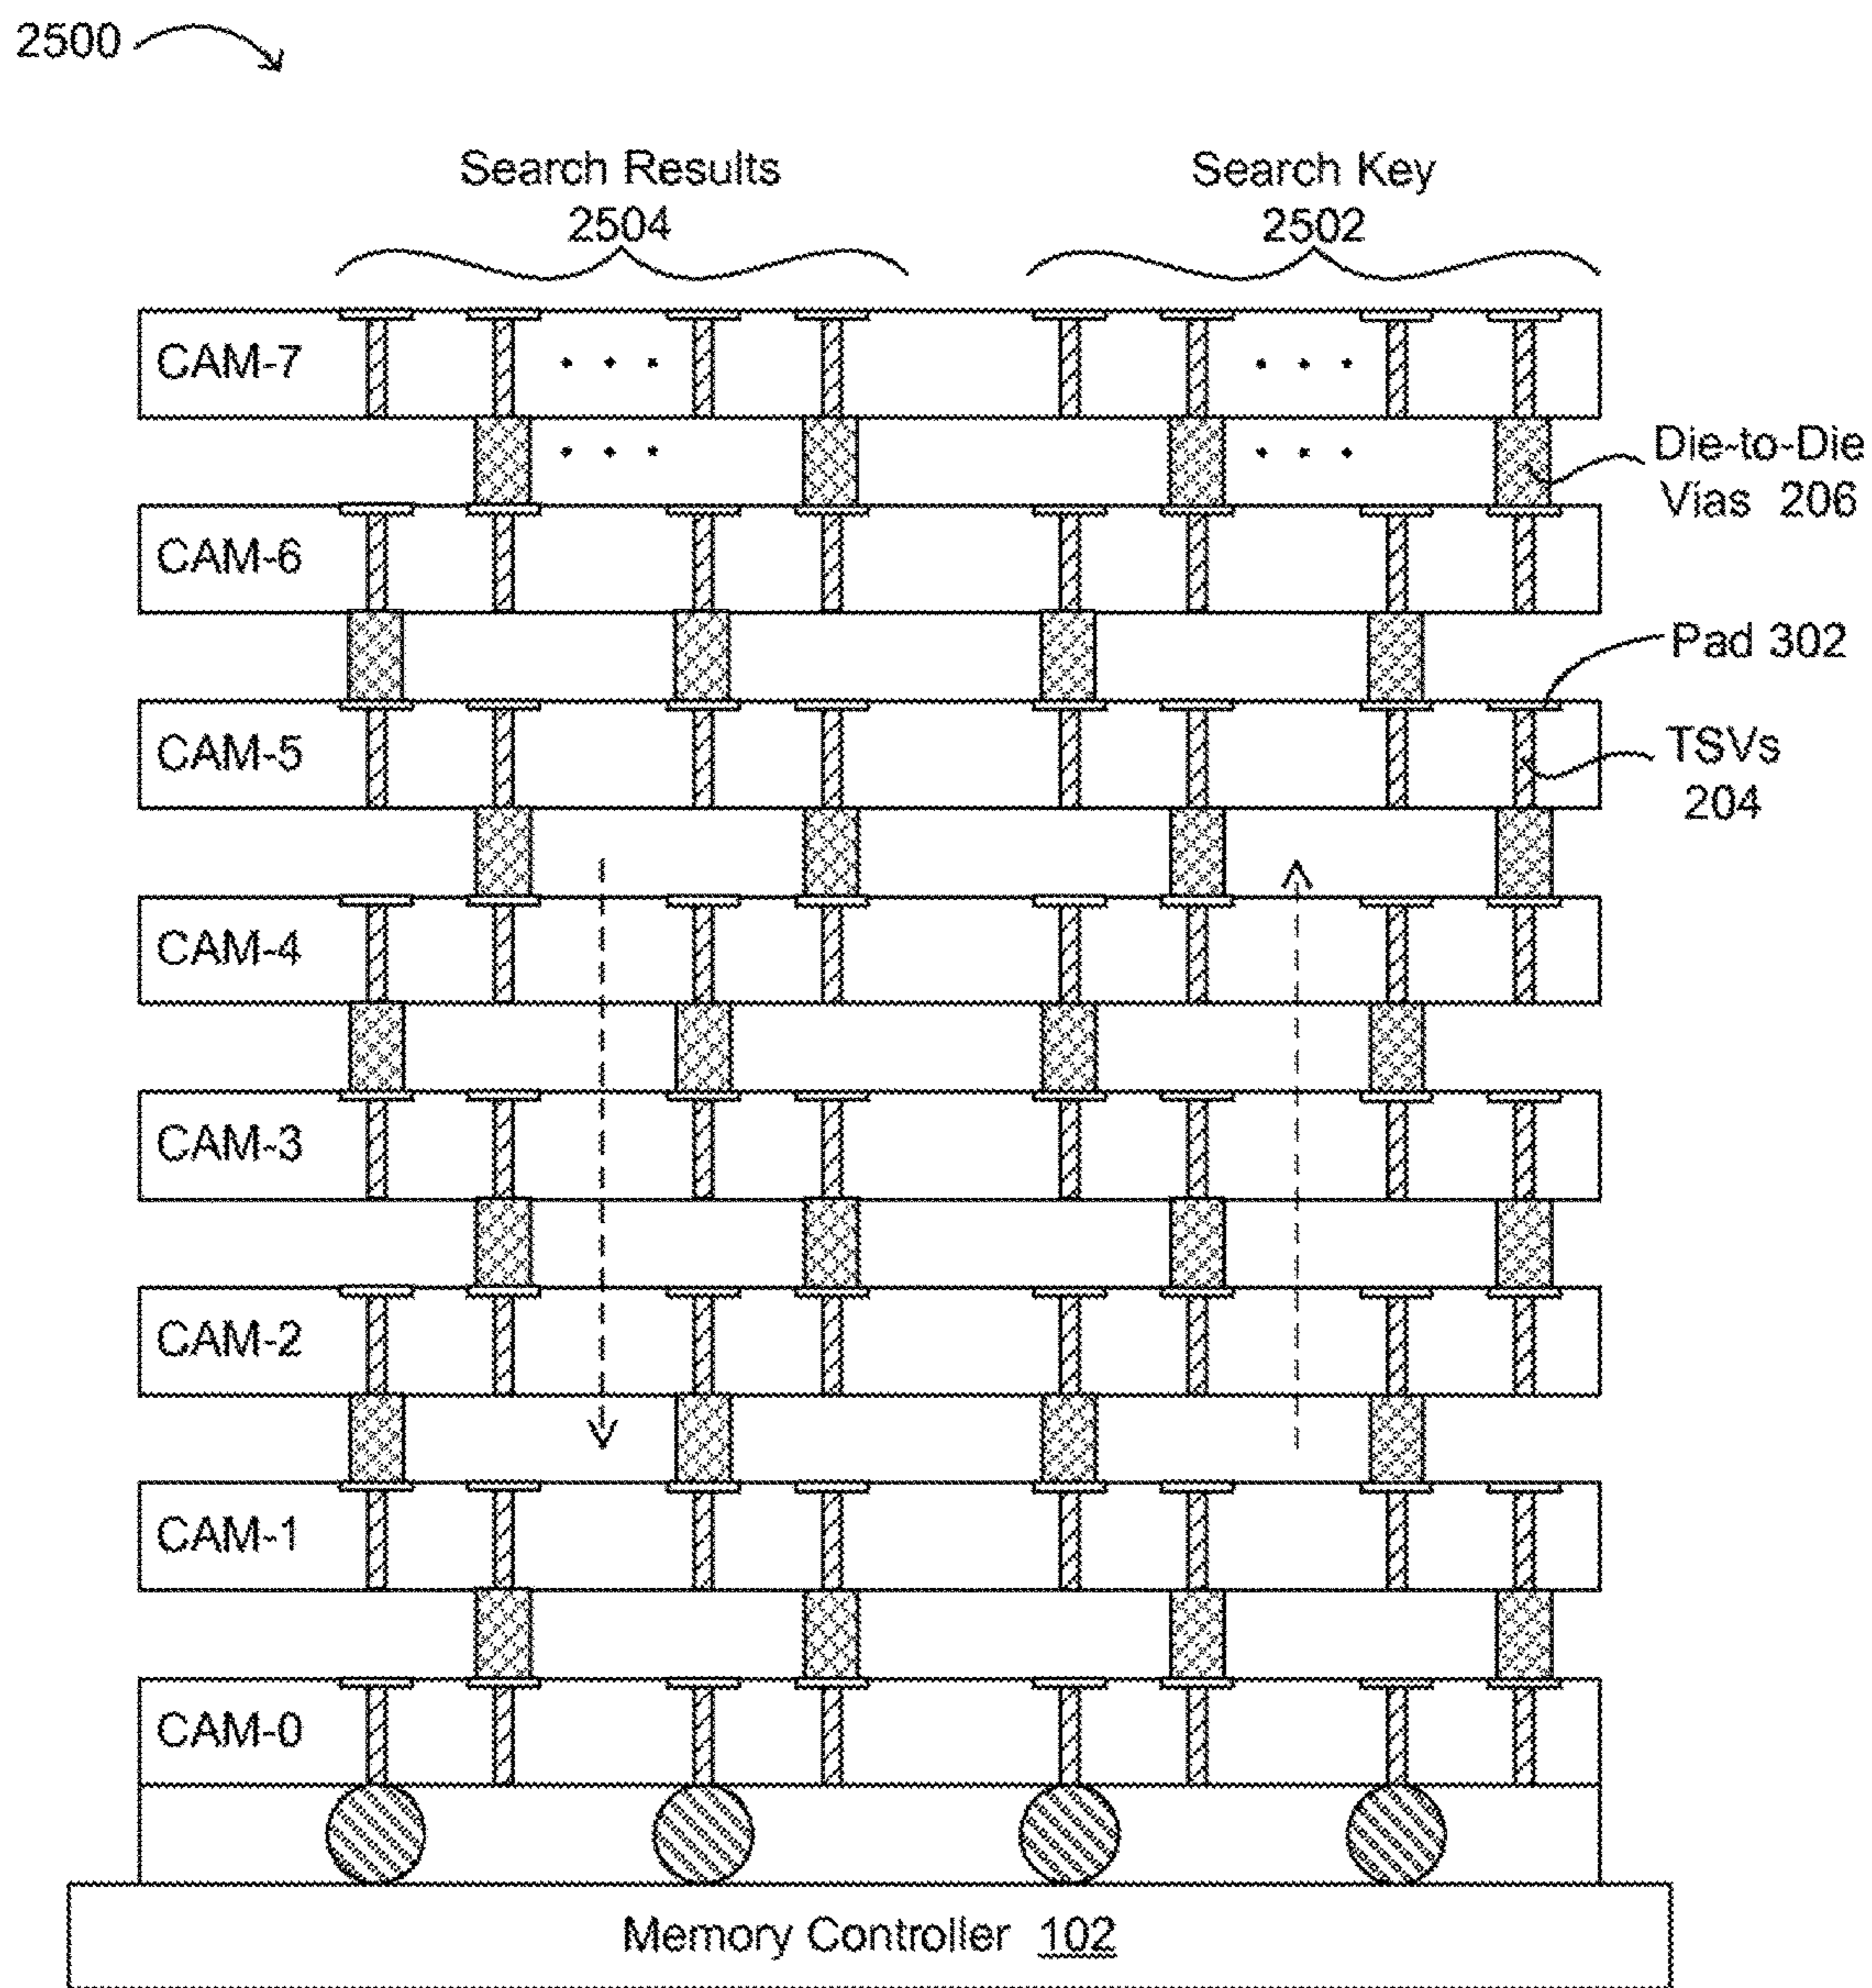 2500
Search Results
2504
Search Key
2502
CAM-7
Die-to-Die
Vias 206
CAM-6
Pad 302
CAM-5
TSVs
204
CAM-4
CAM-3
CAM-2
CAM-1
CAM-0
Memory Controller 102